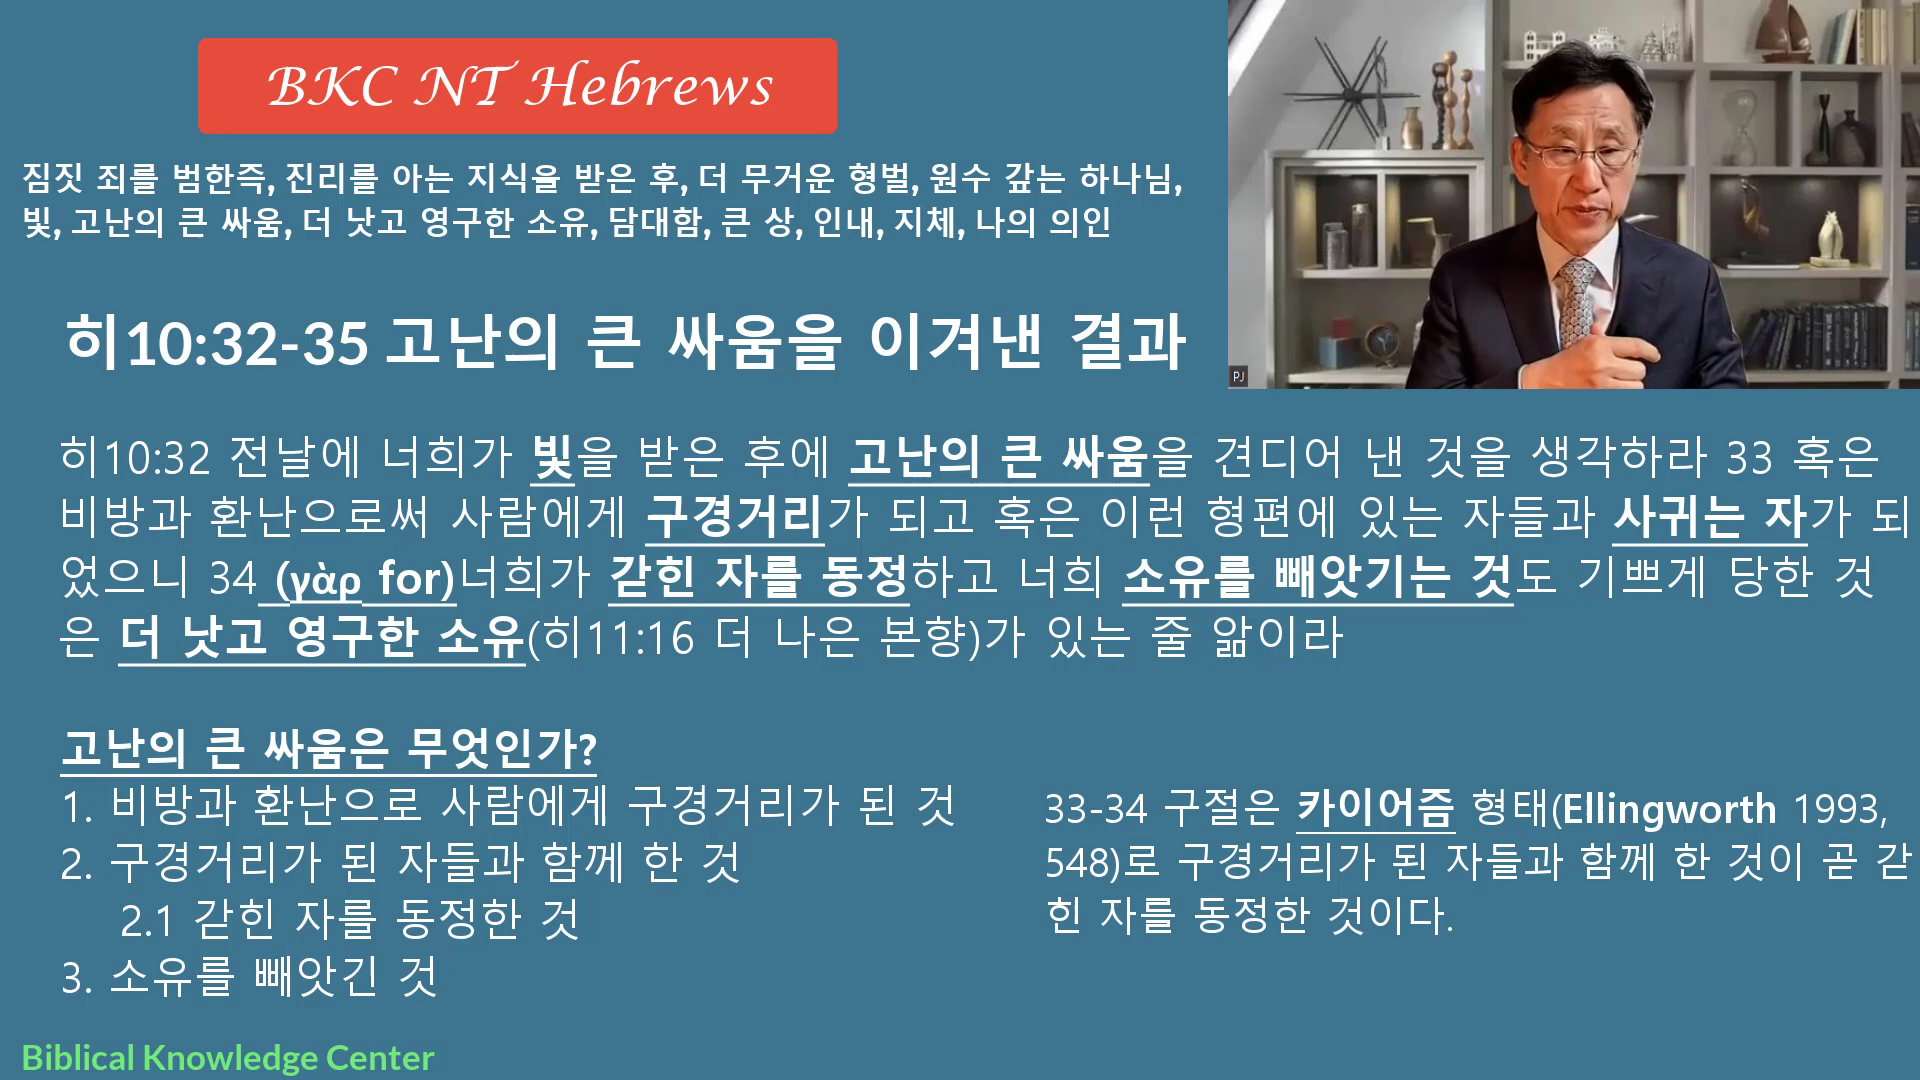 BKC NT Hebrews
짐짓 죄를 범한즉, 진리를 아는 지식을 받은 후, 더 무거운 형벌, 원수 갚는 하나님,
빛, 고난의 큰 싸움, 더 낫고 영구한 소유, 담대함, 큰 상, 인내, 지체, 나의 의인
히10:32-35 고난의 큰 싸움을 이겨낸 결과
PJ
히10:32 전날에 너희가 빛을 받은 후에 고난의 큰 싸움을 견디어 낸 것을 생각하라 33 혹은
비방과 환난으로써 사람에게 구경거리가 되고 혹은 이런 형편에 있는 자들과 사귀는 자가 되
었으니 34 (γὰρ for)너희가 갇힌 자를 동정하고 너희 소유를 빼앗기는 것도 기쁘게 당한 것
은 더 낫고 영구한 소유(히11:16 더 나은 본향)가 있는 줄 앎이라
고난의 큰 싸움은 무엇인가?
1. 비방과 환난으로 사람에게 구경거리가 된 것
2. 구경거리가 된 자들과 함께 한 것
2.1 갇힌 자를 동정한 것
3. 소유를 빼앗긴 것
33-34 구절은 카이어즘 형태(Ellingworth 1993,
548)로 구경거리가 된 자들과 함께 한 것이 곧 갇
힌 자를 동정한 것이다.
Biblical Knowledge Center